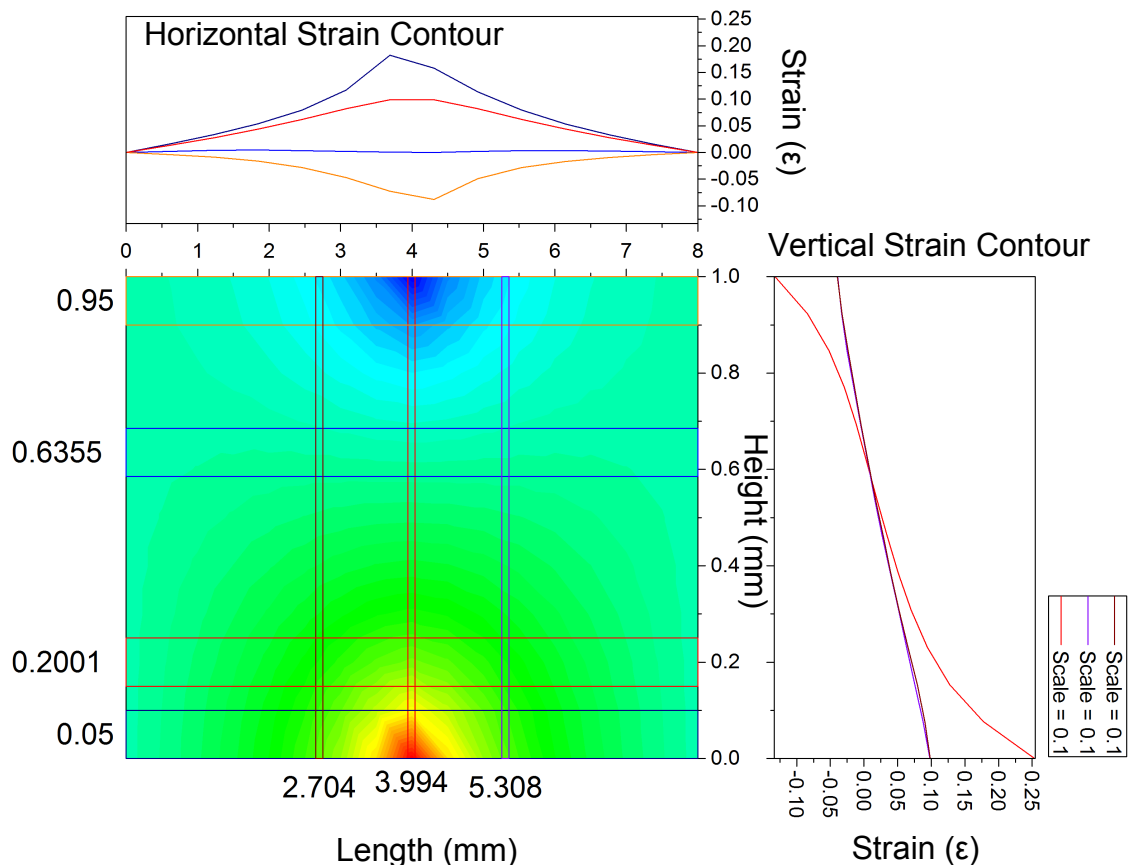 Horizontal Strain Contour
0.25
0.20
0.15
0.10
0.05
0.00
-0.05
-0.10
Strain (ε)
0 1 2 3 4 5 6 7 8
Vertical Strain Contour
0.95
0.6355
0.2001
0.05
1.0
0.8
0.6
0.4
0.2
0.0
Height (mm)
2.704 3.994 5.308
Length (mm)
-0.10
-0.05
0.00
0.05
0.10
0.15
0.20
0.25
Strain (ε)
Scale = 0.1
Scale = 0.1
Scale = 0.1